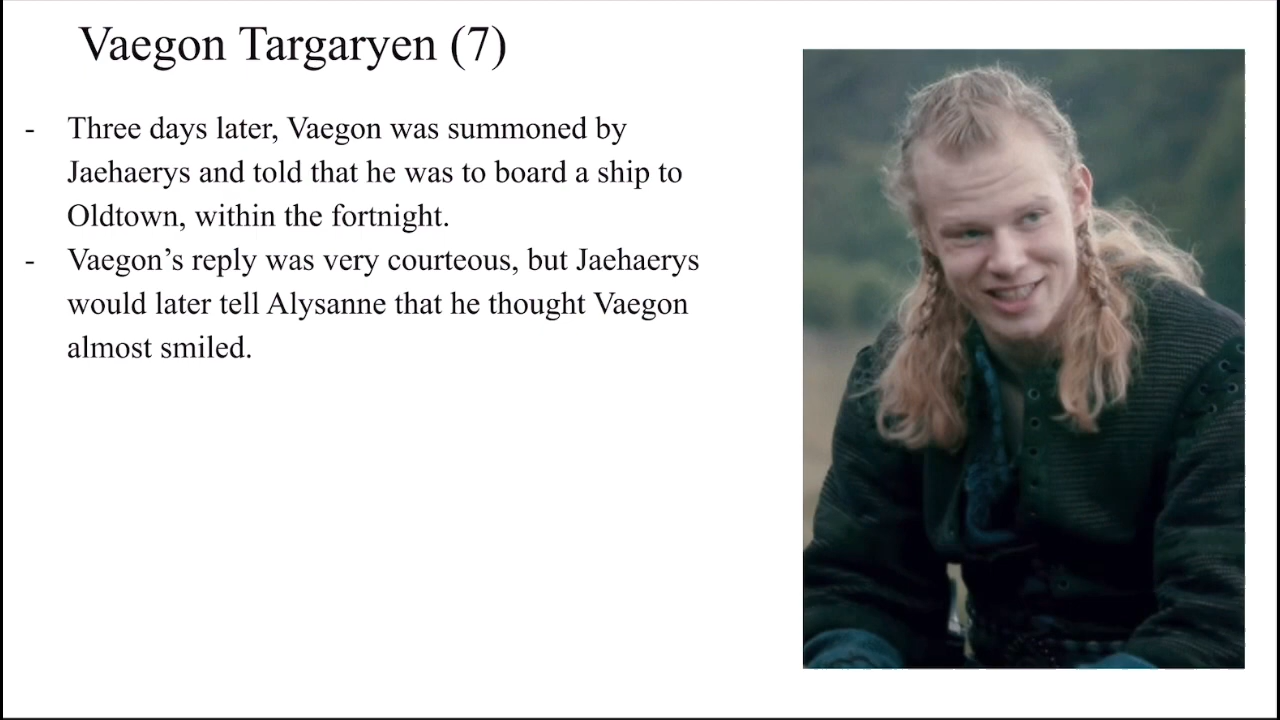 Vaegon Targaryen (7)
- Three days later, Vaegon was summoned by
Jaehaerys and told that he was to board a ship to
Oldtown, within the fortnight.
- Vaegon’s reply was very courteous, but Jaehaerys
would later tell Alysanne that he thought Vaegon
almost smiled.